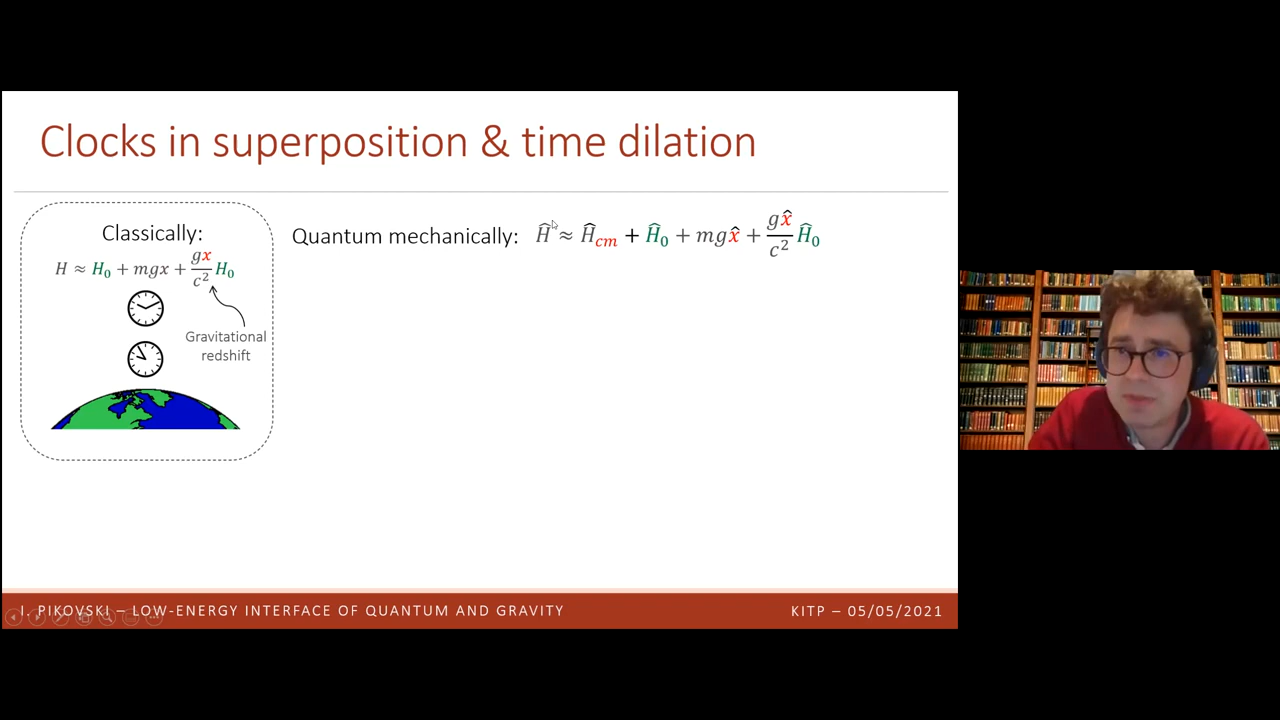 Clocks in superposition & time dilation
Classically:
H ≈ H₀ + mgx + gx/c² H₀
Gravitational
redshift
Quantum mechanically: Ĥ ≈ Ĥ_cm + Ĥ₀ + mgx̂ + gx̂/c² Ĥ₀
I. PIKOVSKI – LOW-ENERGY INTERFACE OF QUANTUM AND GRAVITY
KITP – 05/05/2021